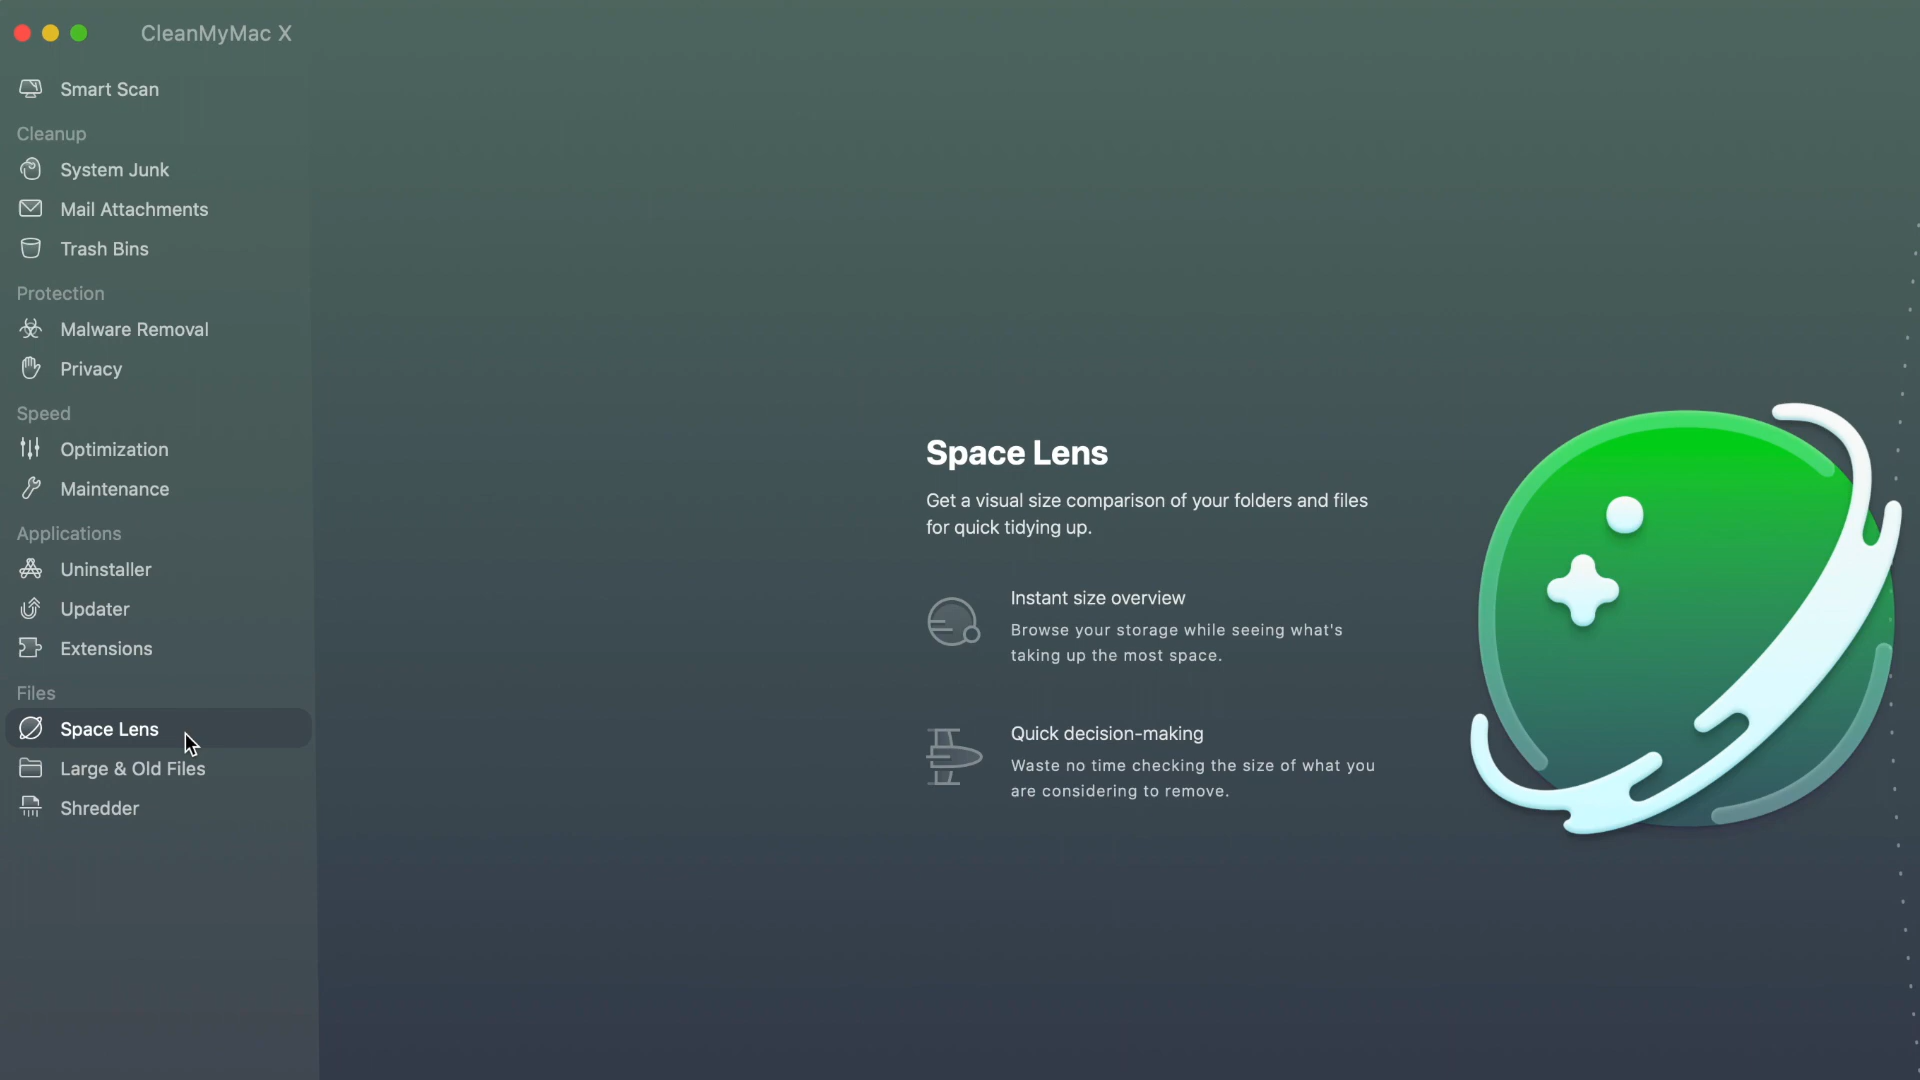 CleanMyMac X
Smart Scan
Cleanup
System Junk
Mail Attachments
Trash Bins
Protection
Malware Removal
Privacy
Speed
Optimization
Maintenance
Applications
Uninstaller
Updater
Extensions
Files
Space Lens
Large & Old Files
Shredder
Space Lens
Get a visual size comparison of your folders and files
for quick tidying up.
Instant size overview
Browse your storage while seeing what's
taking up the most space.
Quick decision-making
Waste no time checking the size of what you
are considering to remove.